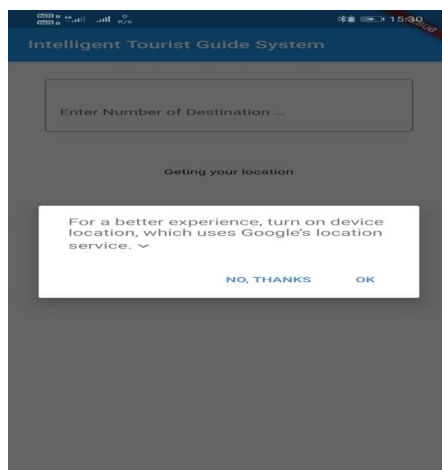 15:30
Intelligent Tourist Guide System
Enter Number of Destination ...
Geting your location
For a better experience, turn on device
location, which uses Google's location
service.
NO, THANKS OK